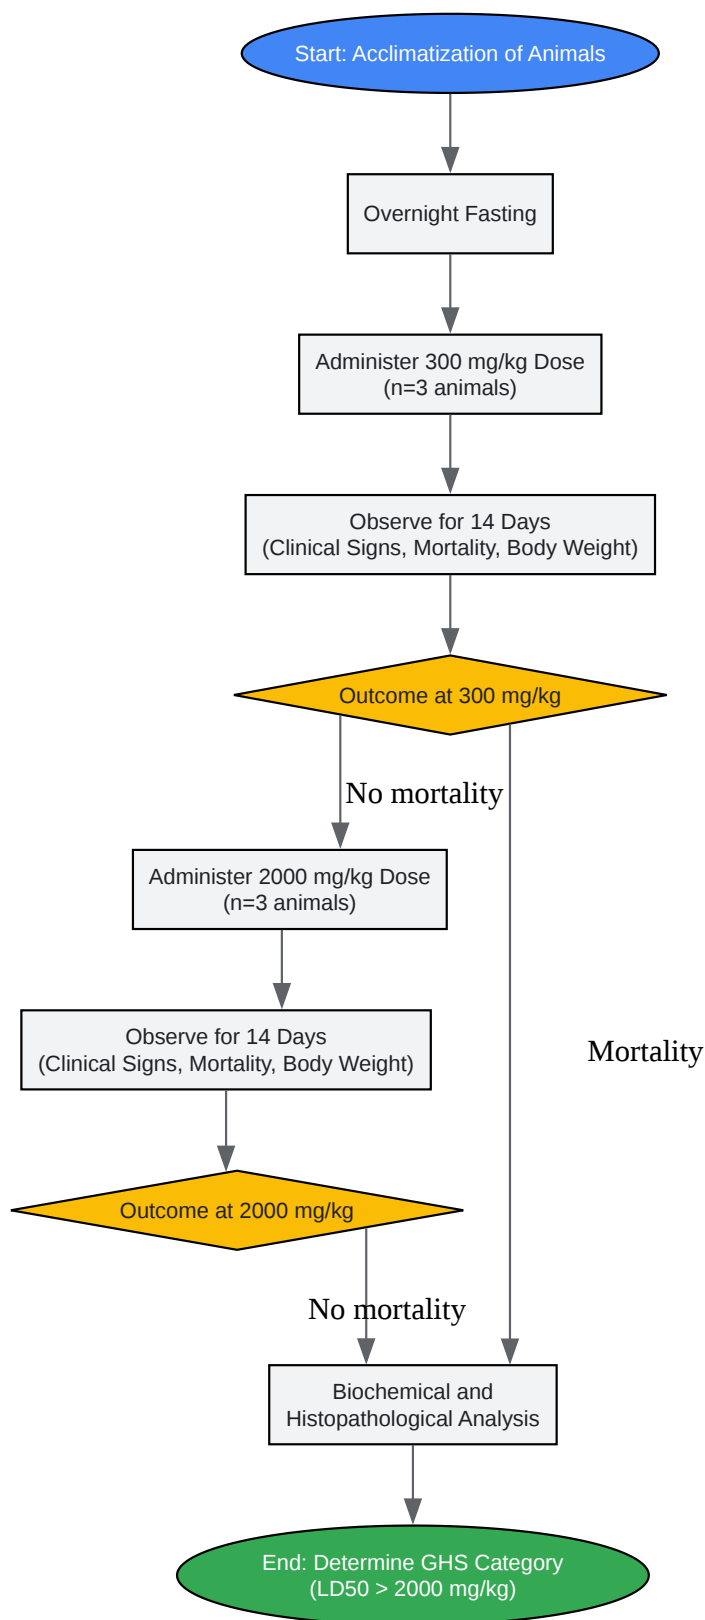 Start: Acclimatization of Animals
Overnight Fasting
Administer 300 mg/kg Dose
(n=3 animals)
Observe for 14 Days
(Clinical Signs, Mortality, Body Weight)
Outcome at 300 mg/kg
No mortality
Administer 2000 mg/kg Dose
(n=3 animals)
Observe for 14 Days
(Clinical Signs, Mortality, Body Weight)
Mortality
Outcome at 2000 mg/kg
No mortality
Biochemical and
Histopathological Analysis
End: Determine GHS Category
(LD50 > 2000 mg/kg)